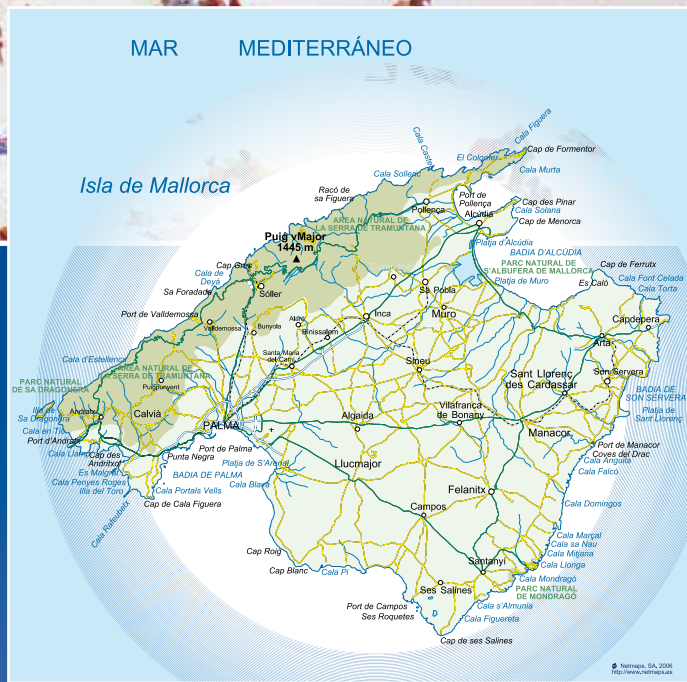 MAR MEDITERRÁNEO
Isla de Mallorca
Cala Figuera
Cala Castell
El Colomer
Cap de Formentor
Cala Murta
Cala Solleric
Racó de
sa Figuera
Port de
Pollença
Pollença
Alcúdia
Cap des Pinar
Cala Solana
Cap de Menorca
ÀREA NATURAL DE
LA SERRA DE TRAMUNTANA
Puig Major
1445 m
Platja d'Alcúdia
BADIA D'ALCÚDIA
PARC NATURAL DE
S'ALBUFERA DE MALLORCA
Platja de Muro
Cap de Ferrutx
Es Caló
Cala Font Celada
Cala Torta
Cap Gros
Cala de
Deyá
Sa Foradada
Sóller
Sa Pobla
Muro
Port de Valldemossa
Valldemossa
Bunyola
Alaró
Binissalem
Inca
Capdepera
Artà
Santa Maria
del Camí
Sineu
Cala d'Estellencs
ÀREA NATURAL DE
LA SERRA DE TRAMUNTANA
Puigpunyent
Sant Llorenç
des Cardassar
Son Servera
PARC NATURAL
DE SA DRAGONERA
BADIA DE
SON SERVERA
Platja de
Sant Llorenç
Illa de
Sa Dragonera
Andratx
Calvià
PALMA
Algaida
Vilafranca
de Bonany
Manacor
Cala en Tió
Port d'Andratx
Cala Llamp
Cap des
Andritxol
Punta Negra
Port de Palma
Platja de S'Arenal
Port de Manacor
Coves del Drac
Cala Anguila
Cala Falcó
Es Malgrat
Cala Penyes Roges
Illa del Toro
BADIA DE PALMA
Cala Blava
Llucmajor
Cala Portals Vells
Cap de Cala Figuera
Cala Rafeubetx
Felanitx
Campos
Cala Domingos
Cala Marçal
Cala sa Nau
Cala Mitjana
Cala Llonga
Cap Roig
Cap Blanc
Cala Pi
Santanyí
Cala Mondragó
PARC NATURAL
DE MONDRAGÓ
Ses Salines
Port de Campos
Ses Roquetes
Cala s'Almunia
Cala Figuereta
Cap de ses Salines
Netmaps, SA. 2006
http://www.netmaps.es